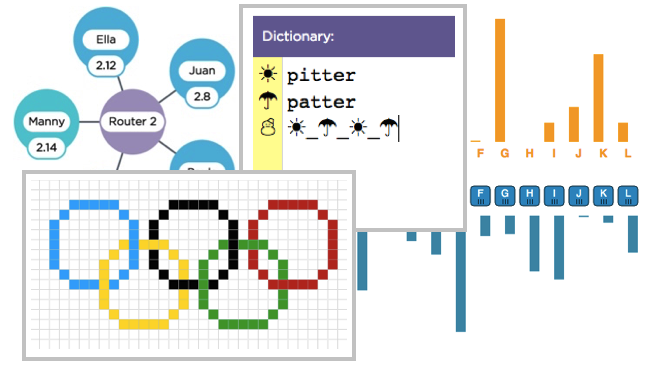 Ella
2.12
Juan
2.8
Manny
2.14
Router 2
Dictionary:
☀ pitter
☂ patter
☃ ☀_☂_☀_☂
F G H I J K L
F G H I J K L